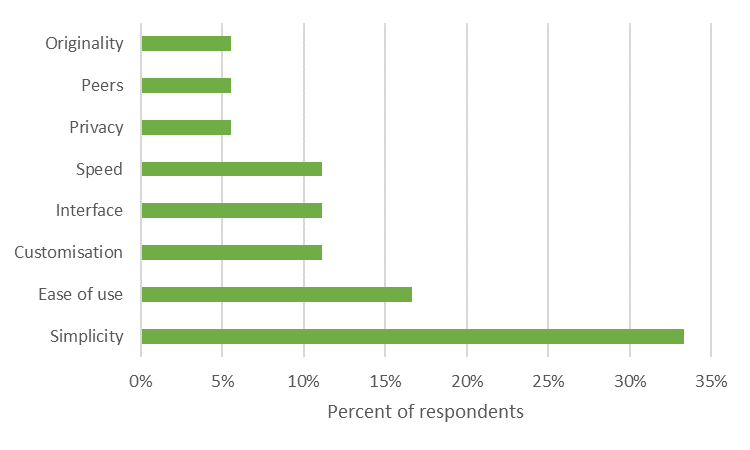 Originality
Peers
Privacy
Speed
Interface
Customisation
Ease of use
Simplicity
0% 5% 10% 15% 20% 25% 30% 35%
Percent of respondents